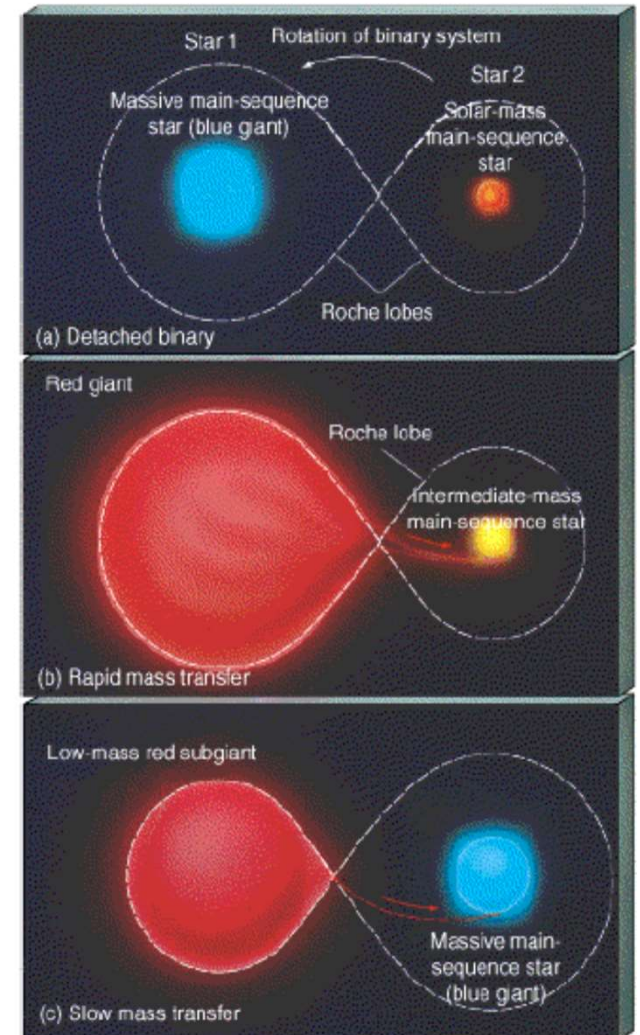 Star 1
Rotation of binary system
Star 2
Massive main-sequence
star (blue giant)
Solar-mass
main-sequence
star
Roche lobes
(a) Detached binary
Red giant
Roche lobe
Intermediate-mass
main-sequence star
(b) Rapid mass transfer
Low-mass red subgiant
Massive main-
sequence star
(blue giant)
(c) Slow mass transfer